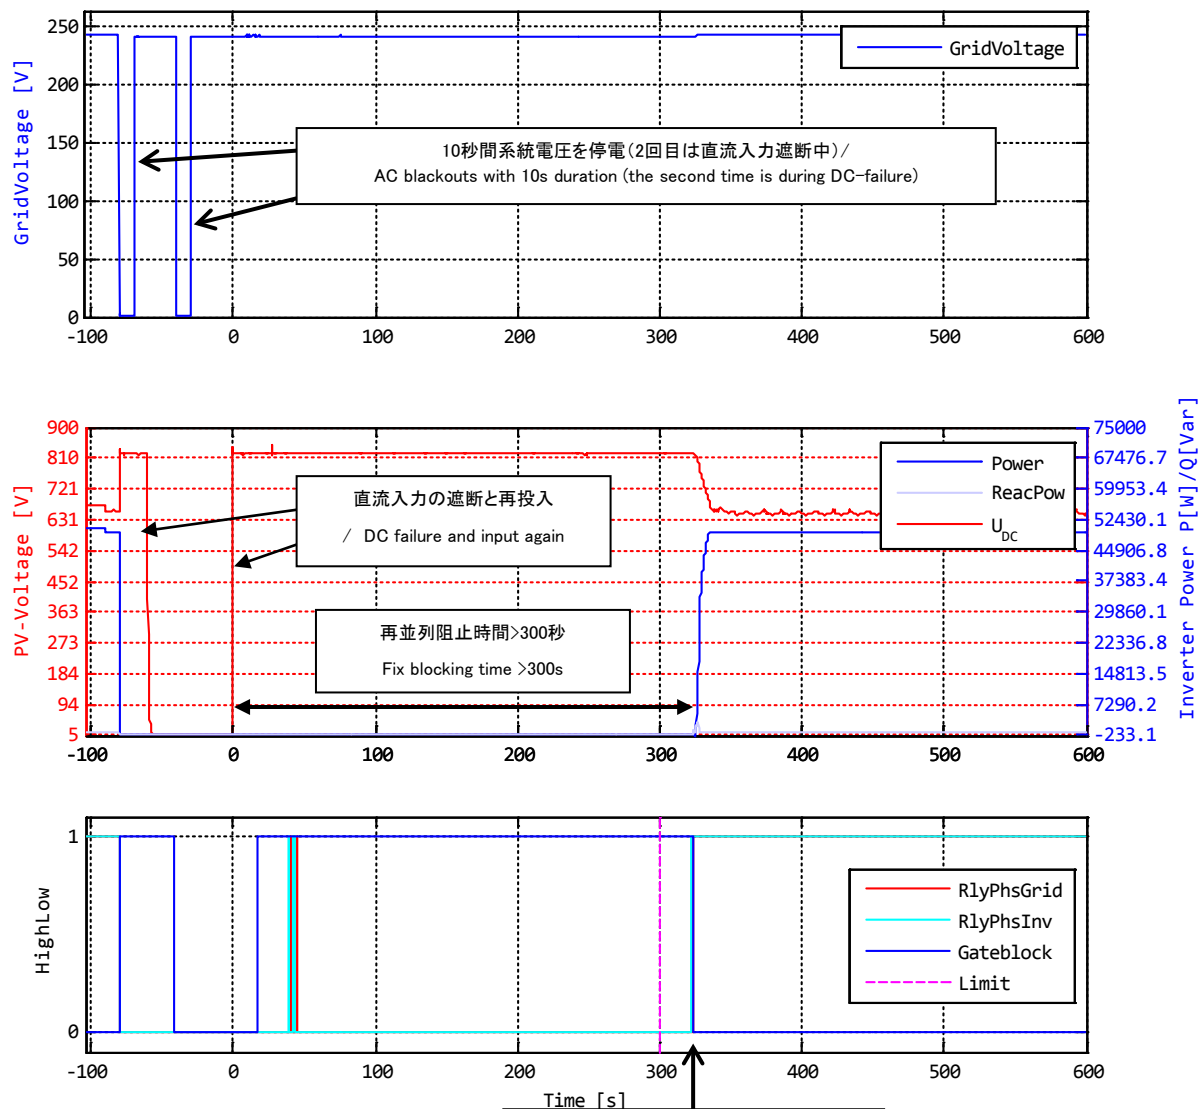 GridVoltage [V]
250
200
150
100
50
0
GridVoltage
10秒間系統電圧を停電(2回目は直流入力遮断中)/
AC blackouts with 10s duration (the second time is during DC-failure)
-100 0 100 200 300 400 500 600
PV-Voltage [V]
900
810
721
631
542
452
363
273
184
94
5
Inverter Power P[W]/Q[Var]
75000
67476.7
59953.4
52430.1
44906.8
37383.4
29860.1
22336.8
14813.5
7290.2
-233.1
Power
ReacPow
U_DC
直流入力の遮断と再投入
/ DC failure and input again
再並列阻止時間>300秒
Fix blocking time >300s
-100 0 100 200 300 400 500 600
HighLow
1
0
RlyPhsGrid
RlyPhsInv
Gateblock
Limit
-100 0 100 200 300 400 500 600
Time [s]